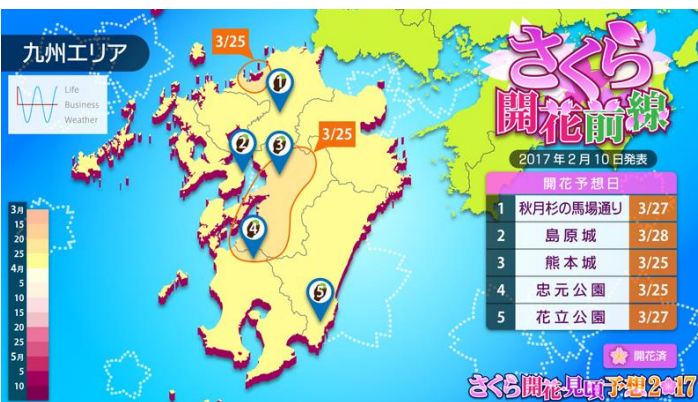 九州エリア
Life
Business
Weather
3/25
3/25
1
2
3
4
5
さくら
開花前線
2017年2月10日発表
開花予想日
1 秋月杉の馬場通り 3/27
2 島原城 3/28
3 熊本城 3/25
4 忠元公園 3/25
5 花立公園 3/27
3月
15
20
25
4月
5
10
15
20
25
5月
5
10
開花済
さくら開花・見頃予想2017